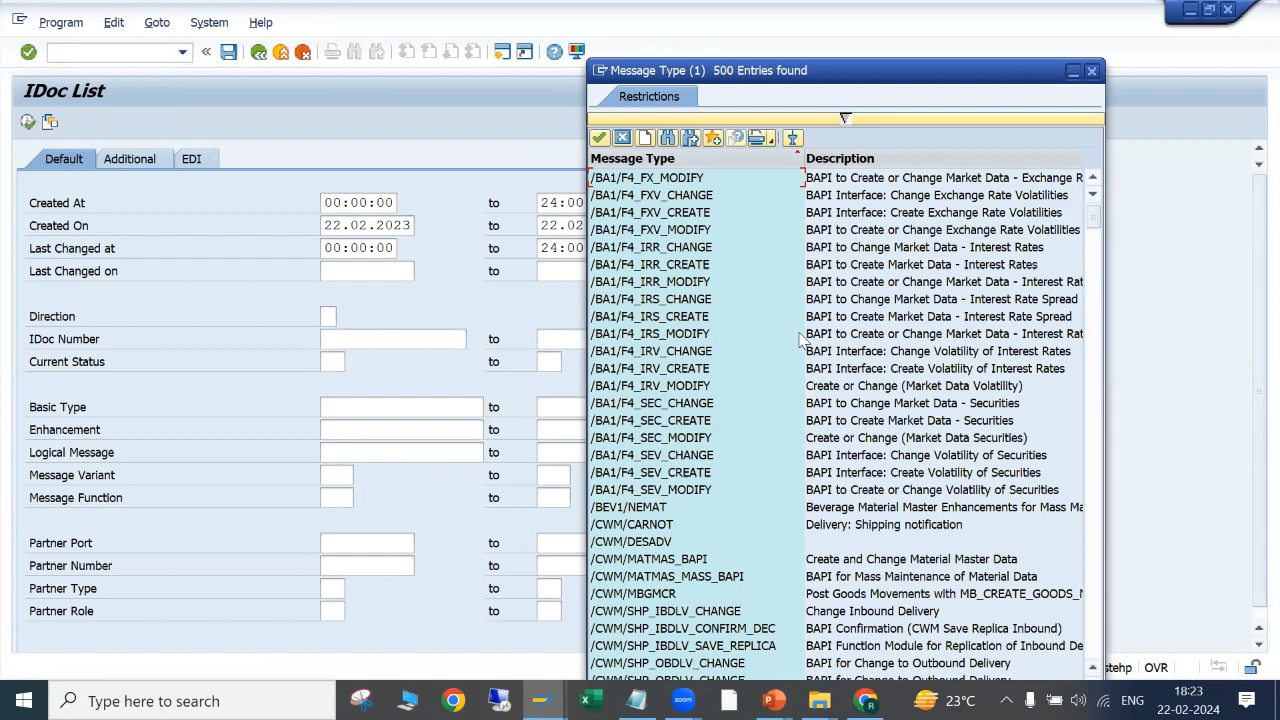 Program Edit Goto System Help
IDoc List
Default Additional EDI
Created At 00:00:00 to 24:00
Created On 22.02.2023 to 22.02
Last Changed at 00:00:00 to 24:00
Last Changed on to
Direction
IDoc Number to
Current Status to
Basic Type to
Enhancement to
Logical Message to
Message Variant to
Message Function to
Partner Port to
Partner Number to
Partner Type to
Partner Role to
Message Type (1) 500 Entries found
Restrictions
Message Type Description
/BA1/F4_FX_MODIFY BAPI to Create or Change Market Data - Exchange R
/BA1/F4_FXV_CHANGE BAPI Interface: Change Exchange Rate Volatilities
/BA1/F4_FXV_CREATE BAPI Interface: Create Exchange Rate Volatilities
/BA1/F4_FXV_MODIFY BAPI to Create or Change Exchange Rate Volatilities
/BA1/F4_IRR_CHANGE BAPI to Change Market Data - Interest Rates
/BA1/F4_IRR_CREATE BAPI to Create Market Data - Interest Rates
/BA1/F4_IRR_MODIFY BAPI to Create or Change Market Data - Interest Rat
/BA1/F4_IRS_CHANGE BAPI to Change Market Data - Interest Rate Spread
/BA1/F4_IRS_CREATE BAPI to Create Market Data - Interest Rate Spread
/BA1/F4_IRS_MODIFY BAPI to Create or Change Market Data - Interest Rat
/BA1/F4_IRV_CHANGE BAPI Interface: Change Volatility of Interest Rates
/BA1/F4_IRV_CREATE BAPI Interface: Create Volatility of Interest Rates
/BA1/F4_IRV_MODIFY Create or Change (Market Data Volatility)
/BA1/F4_SEC_CHANGE BAPI to Change Market Data - Securities
/BA1/F4_SEC_CREATE BAPI to Create Market Data - Securities
/BA1/F4_SEC_MODIFY Create or Change (Market Data Securities)
/BA1/F4_SEV_CHANGE BAPI Interface: Change Volatility of Securities
/BA1/F4_SEV_CREATE BAPI Interface: Create Volatility of Securities
/BA1/F4_SEV_MODIFY BAPI to Create or Change Volatility of Securities
/BEV1/NEMAT Beverage Material Master Enhancements for Mass Ma
/CWM/CARNOT Delivery: Shipping notification
/CWM/DESADV
/CWM/MATMAS_BAPI Create and Change Material Master Data
/CWM/MATMAS_MASS_BAPI BAPI for Mass Maintenance of Material Data
/CWM/MBGMCR Post Goods Movements with MB_CREATE_GOODS_M
/CWM/SHP_IBDLV_CHANGE Change Inbound Delivery
/CWM/SHP_IBDLV_CONFIRM_DEC BAPI Confirmation (CWM Save Replica Inbound)
/CWM/SHP_IBDLV_SAVE_REPLICA BAPI Function Module for Replication of Inbound De
/CWM/SHP_OBDLV_CHANGE BAPI for Change to Outbound Delivery
stehp OVR
Type here to search
zoom
23°C
ENG
18:23
22-02-2024